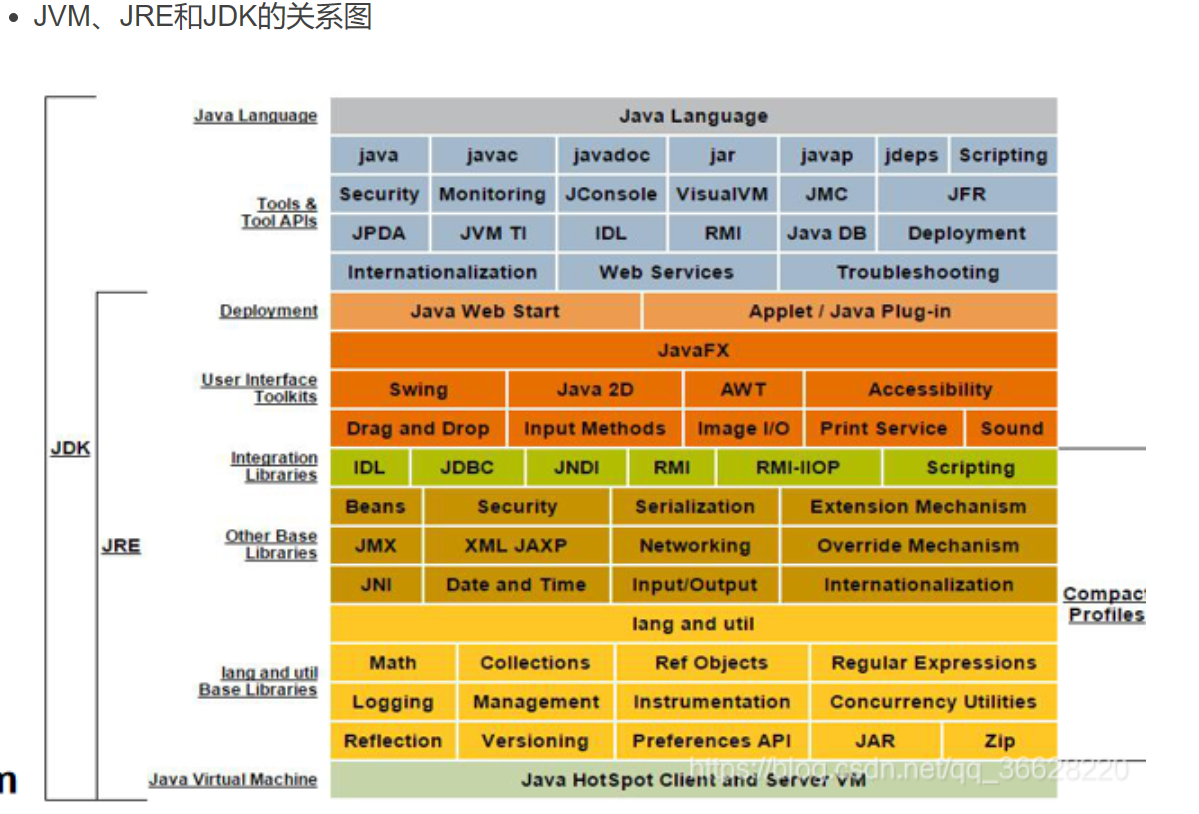 JVM、JRE和JDK的关系图
Java Language
Java Language
java javac javadoc jar javap jdeps Scripting
Tools &
Tool APIs
Security Monitoring JConsole VisualVM JMC JFR
JPDA JVM TI IDL RMI Java DB Deployment
Internationalization Web Services Troubleshooting
Deployment
Java Web Start Applet / Java Plug-in
JavaFX
User Interface
Toolkits
Swing Java 2D AWT Accessibility
Drag and Drop Input Methods Image I/O Print Service Sound
JDK
Integration
Libraries
IDL JDBC JNDI RMI RMI-IIOP Scripting
Beans Security Serialization Extension Mechanism
JRE
Other Base
Libraries
JMX XML JAXP Networking Override Mechanism
JNI Date and Time Input/Output Internationalization
Compact
Profiles
lang and util
lang and util
Base Libraries
Math Collections Ref Objects Regular Expressions
Logging Management Instrumentation Concurrency Utilities
Reflection Versioning Preferences API JAR Zip
Java Virtual Machine
Java HotSpot Client and Server VM
https://blog.csdn.net/qq_36628220